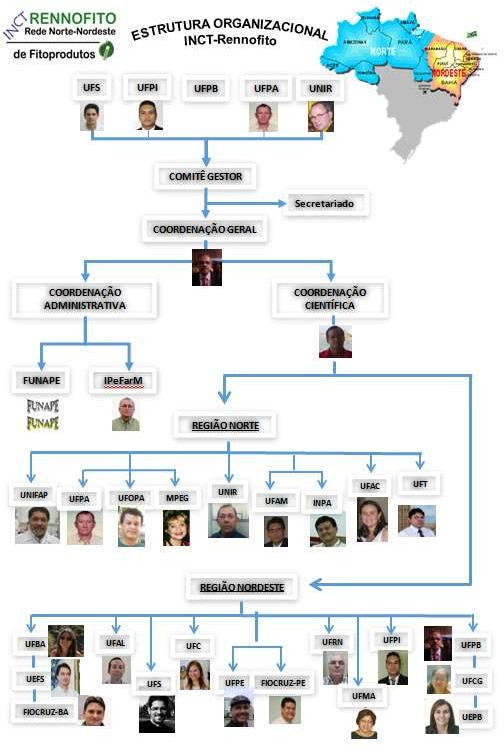 INCT RENNOFITO
Rede Norte-Nordeste
de Fitoprodutos
ESTRUTURA ORGANIZACIONAL
INCT-Rennofito
NORTE
NORDESTE
BAHIA
UFS
UFPI
UFPB
UFPA
UNIR
COMITÊ GESTOR
Secretariado
COORDENAÇÃO GERAL
COORDENAÇÃO
ADMINISTRATIVA
COORDENAÇÃO
CIENTÍFICA
FUNAPE
IPeFarM
FUNAPE
FUNAPE
REGIÃO NORTE
UNIFAP
UFPA
UFOPA
MPEG
UNIR
UFAM
INPA
UFAC
UFT
REGIÃO NORDESTE
UFBA
UFAL
UFC
UFRN
UFPI
UFPB
UEFS
UFS
UFPE
FIOCRUZ-PE
UFCG
UFMA
FIOCRUZ-BA
UEPB